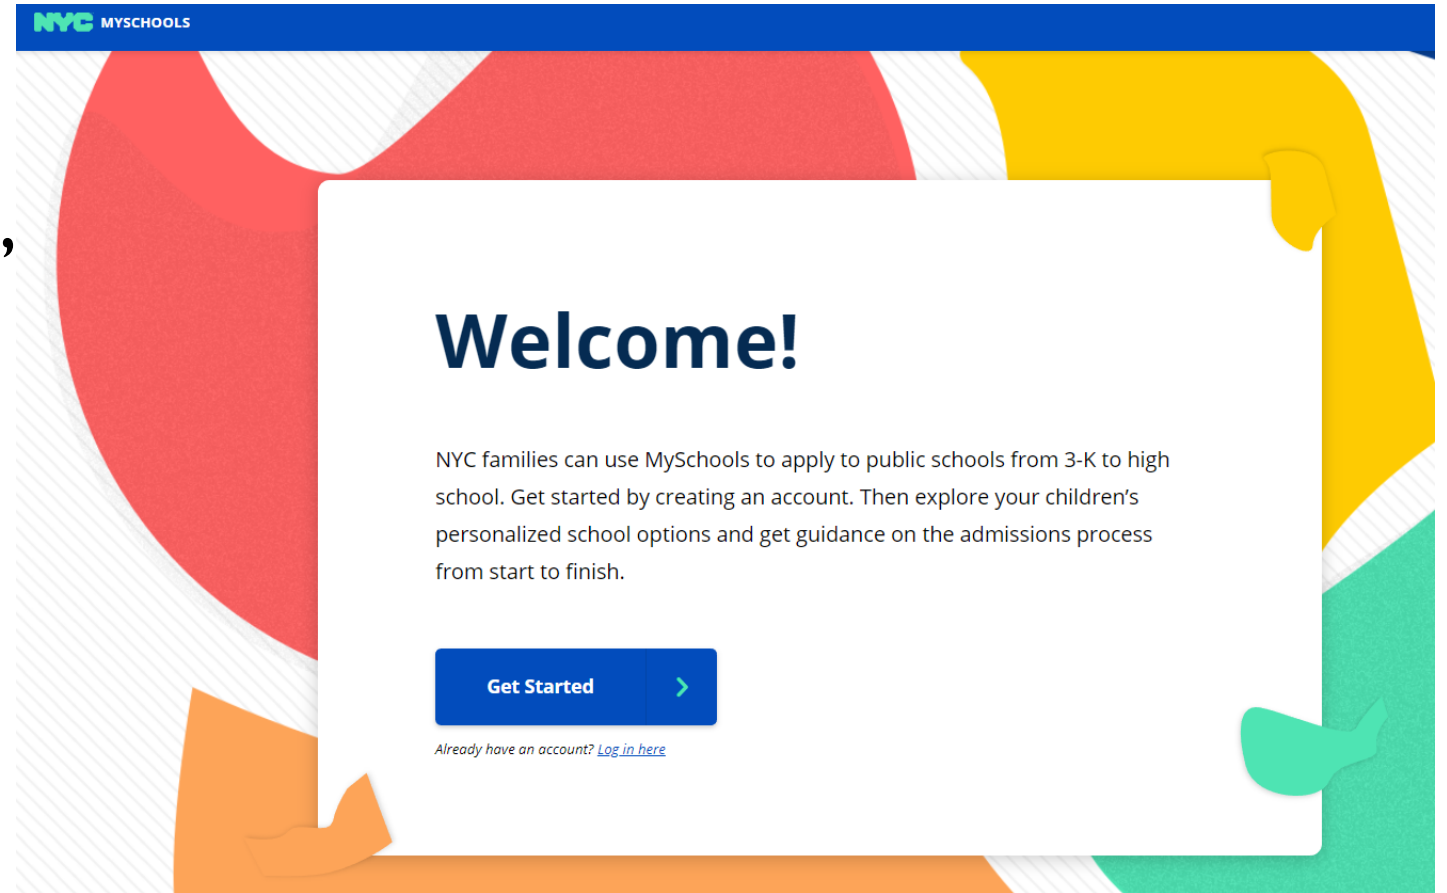 NYC MYSCHOOLS
,
Welcome!
NYC families can use MySchools to apply to public schools from 3-K to high
school. Get started by creating an account. Then explore your children’s
personalized school options and get guidance on the admissions process
from start to finish.
Get Started
Already have an account? Log in here